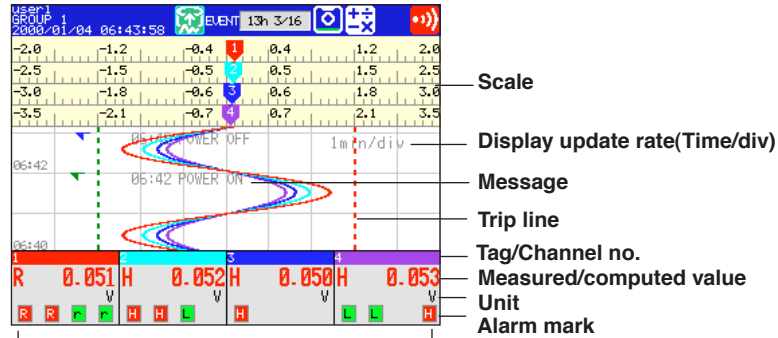 user1
GROUP 1
2000/01/04 06:43:58
EVENT
13h 3/16
-2.0 -1.2 -0.4 1 0.4 1.2 2.0
-2.5 -1.5 -0.5 2 0.5 1.5 2.5
-3.0 -1.8 -0.6 3 0.6 1.8 3.0
-3.5 -2.1 -0.7 4 0.7 2.1 3.5
Scale
POWER OFF
1min/div
Display update rate(Time/div)
06:42
06:42 POWER ON
Message
Trip line
06:40
1 2 3 4
Tag/Channel no.
R 0.051 H 0.052 H 0.050 H 0.053
Measured/computed value
V V V V
Unit
R R r r H H L H L L H
Alarm mark